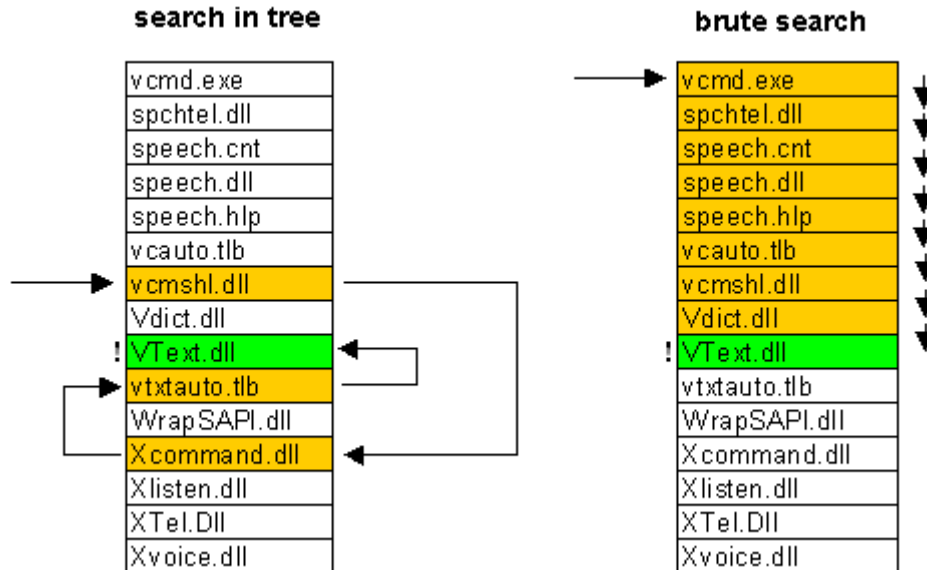 search in tree
vcmd.exe
spchtel.dll
speech.cnt
speech.dll
speech.hlp
vcauto.tlb
vcmshl.dll
Vdict.dll
! VText.dll
vtxtauto.tlb
WrapSAPI.dll
Xcommand.dll
Xlisten.dll
XTel.Dll
Xvoice.dll
brute search
vcmd.exe
spchtel.dll
speech.cnt
speech.dll
speech.hlp
vcauto.tlb
vcmshl.dll
Vdict.dll
! VText.dll
vtxtauto.tlb
WrapSAPI.dll
Xcommand.dll
Xlisten.dll
XTel.Dll
Xvoice.dll